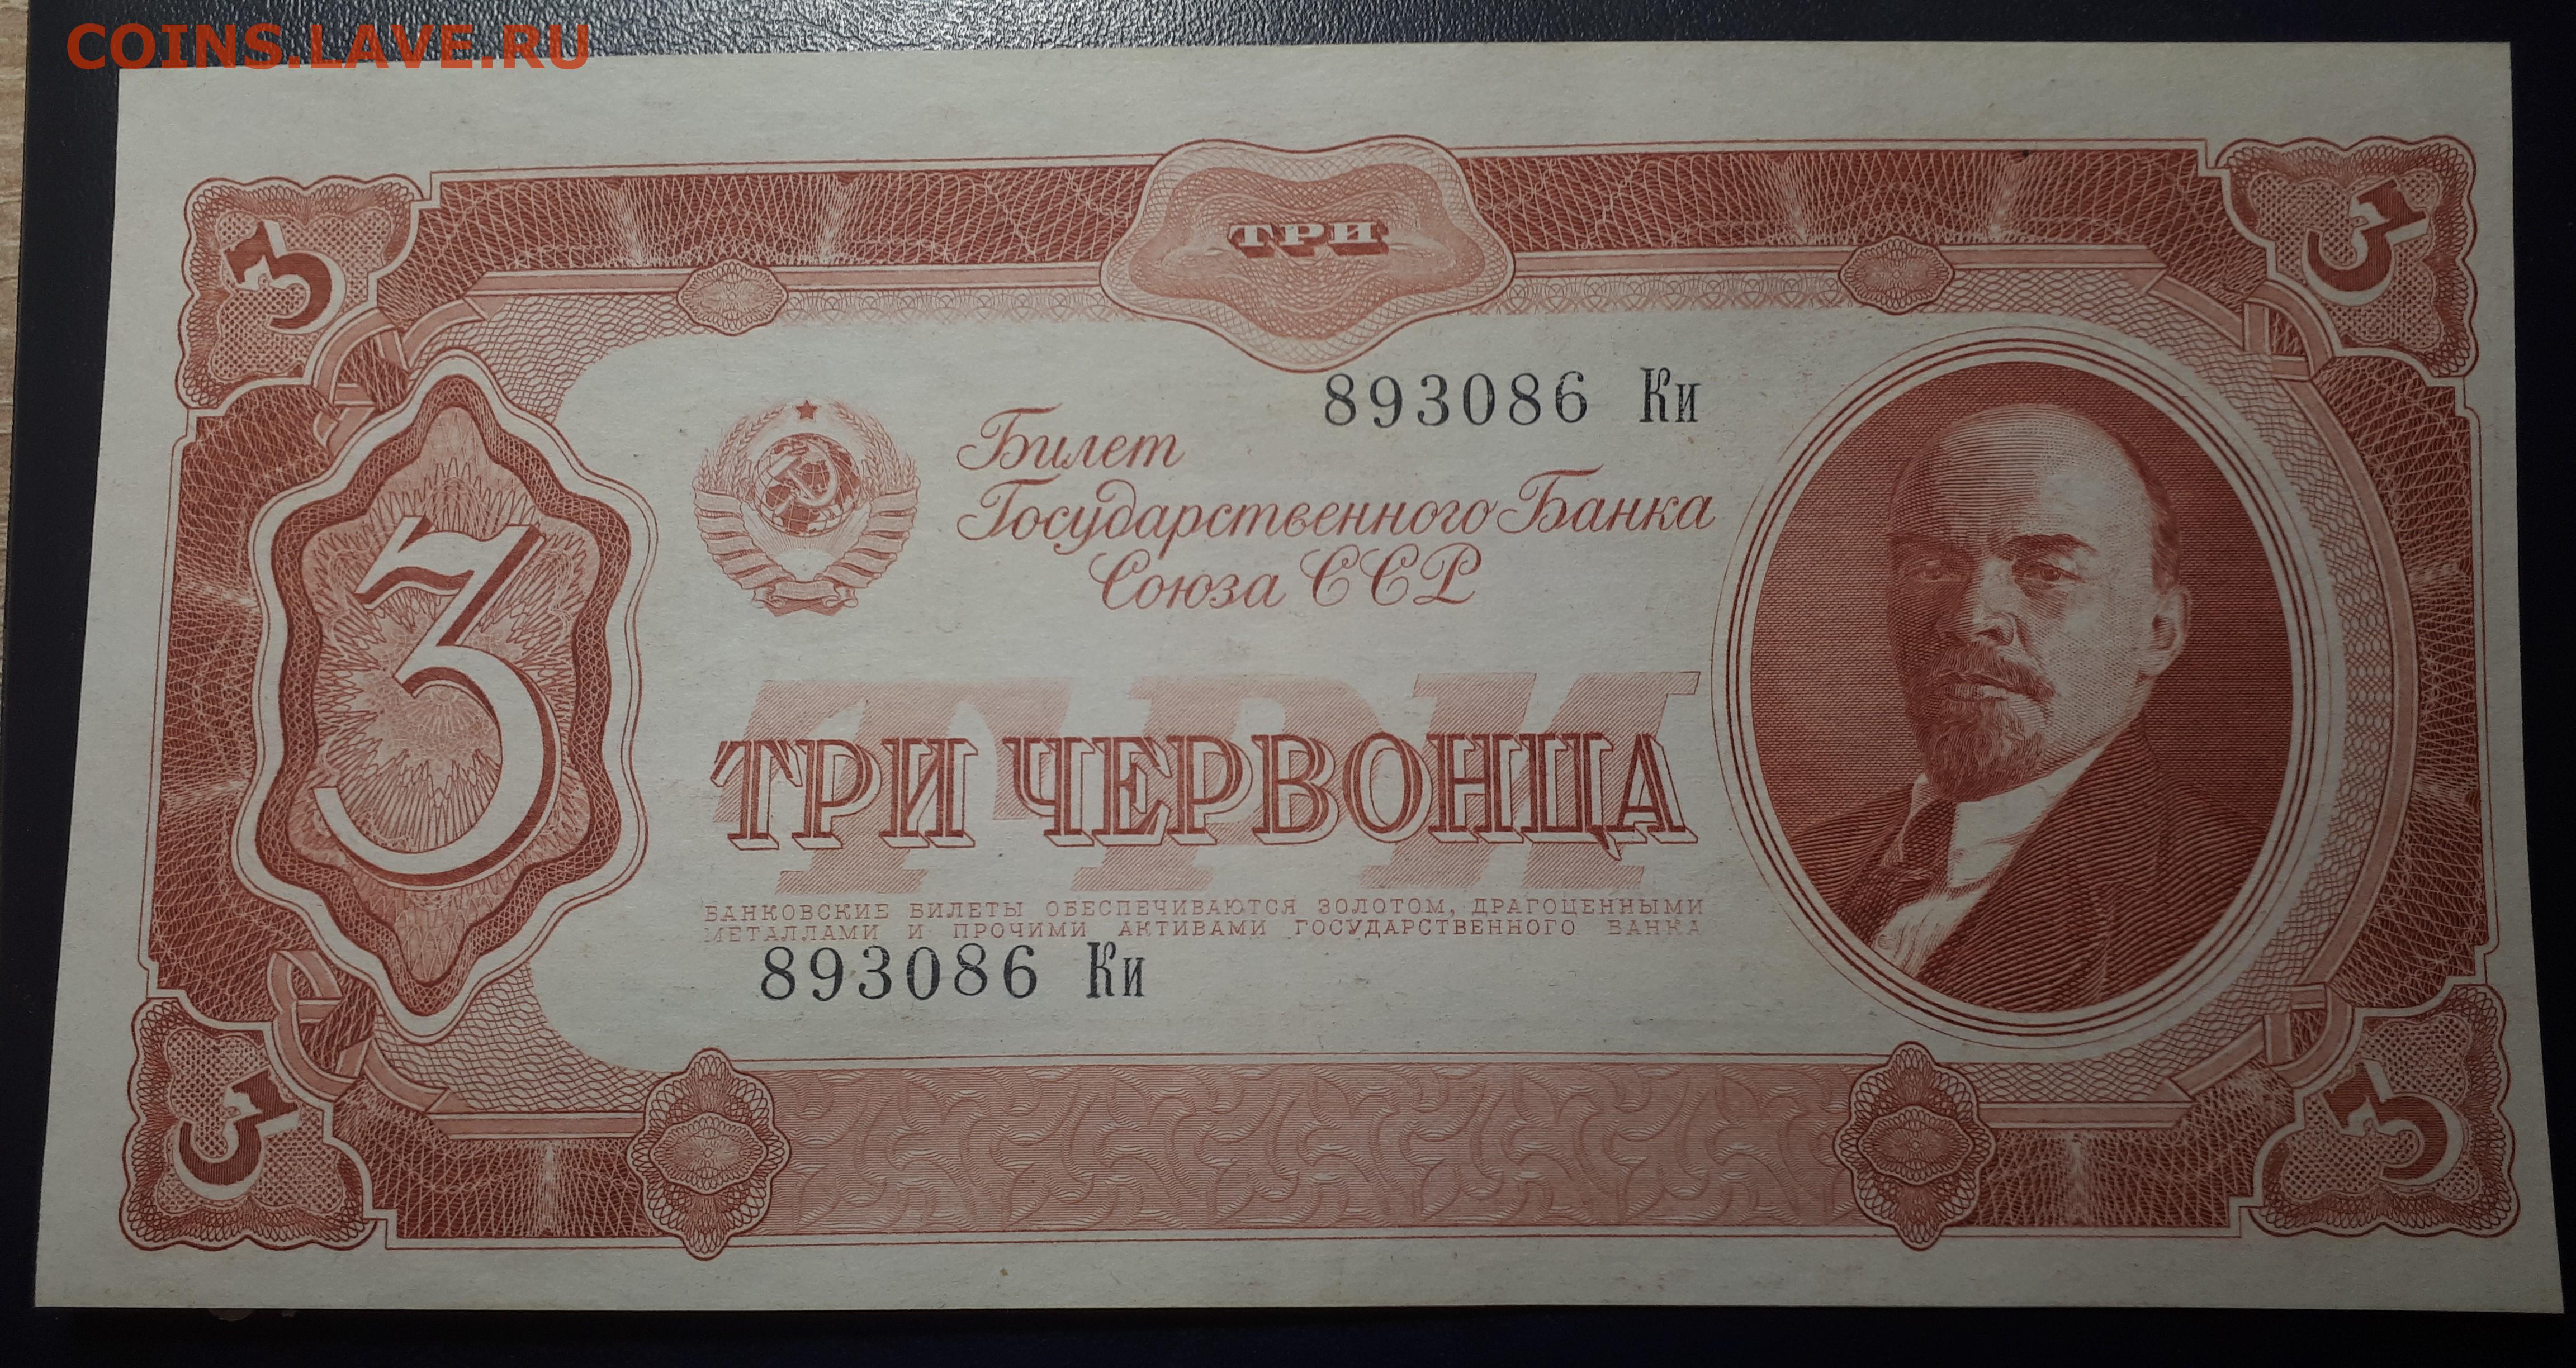 COINS.LAVE.RU
ТРИ
3
3
893086 Ки
Билет
Государственного Банка
Союза ССР
3
ТРИ
ТРИ ЧЕРВОНЦА
БАНКОВСКИЕ БИЛЕТЫ ОБЕСПЕЧИВАЮТСЯ ЗОЛОТОМ, ДРАГОЦЕННЫМИ
МЕТАЛЛАМИ И ПРОЧИМИ АКТИВАМИ ГОСУДАРСТВЕННОГО БАНКА
893086 Ки
3
3